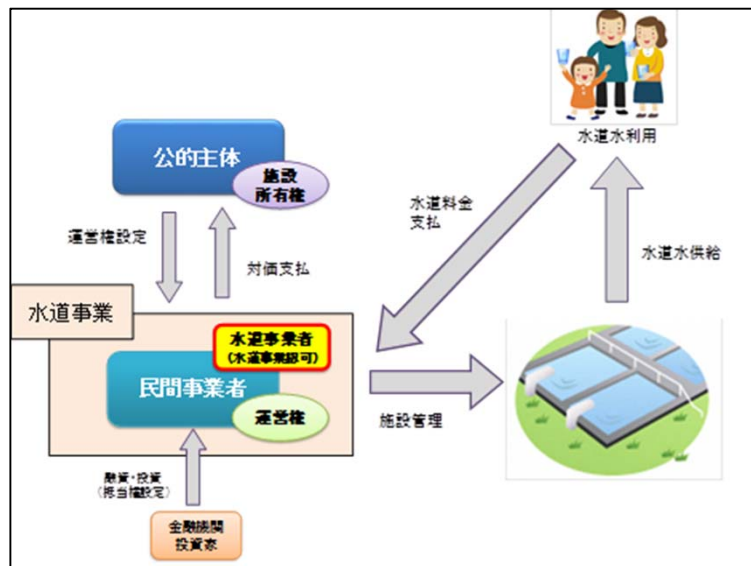 水道水利用
公的主体
施設
所有権
水道料金
支払
運営権設定
対価支払
水道水供給
水道事業
水道事業者
(水道事業認可)
民間事業者
運営権
施設管理
融資・投資
(抵当権設定)
金融機関
投資家